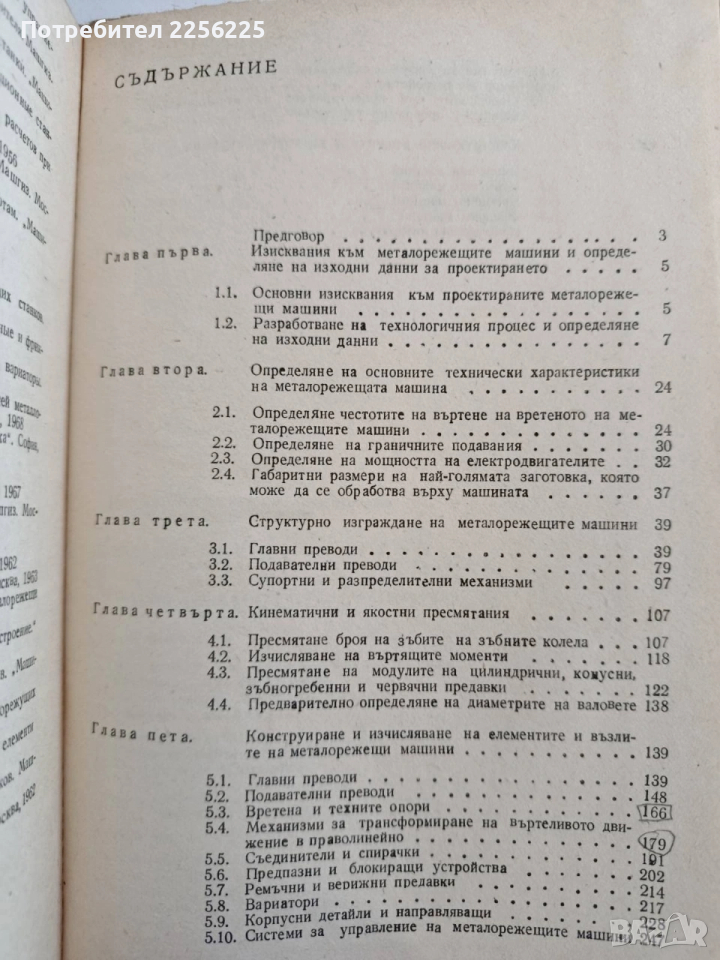 Потребител 2256225
СЪДЪРЖАНИЕ
Предговор . . . . . . . . . . . . . . . . . . 3
Глава първа. Изисквания към металорежещите машини и определяне на изходни данни за проектирането . . . . . 5
1.1. Основни изисквания към проектираните металорежещи машини . . . . . . . . . . . . . . . . . 5
1.2. Разработване на технологичния процес и определяне на изходни данни . . . . . . . . . . . . . . 7
Глава втора. Определяне на основните технически характеристики на металорежещата машина . . . . . . . . . . 24
2.1. Определяне честотите на въртене на вретеното на металорежещите машини . . . . . . . . . . . . 24
2.2. Определяне на граничните подавания . . . . . . . 30
2.3. Определяне на мощността на електродвигателите . . 32
2.4. Габаритни размери на най-голямата заготовка, която може да се обработва върху машината . . . . . . 37
Глава трета. Структурно изграждане на металорежещите машини 39
3.1. Главни преводи . . . . . . . . . . . . . . . 39
3.2. Подавателни преводи . . . . . . . . . . . . . 79
3.3. Супортни и разпределителни механизми . . . . . . 97
Глава четвърта. Кинематични и якостни пресмятания . . . . . . . 107
4.1. Пресмятане броя на зъбите на зъбните колела . . . 107
4.2. Изчисляване на въртящите моменти . . . . . . . 118
4.3. Пресмятане на модулите на цилиндрични, конусни, зъбногребенни и червячни предавки . . . . . . . 122
4.4. Предварително определяне на диаметрите на валовете 138
Глава пета. Конструиране и изчисляване на елементите и възлите на металорежещи машини . . . . . . . . . . 139
5.1. Главни преводи . . . . . . . . . . . . . . . 139
5.2. Подавателни преводи . . . . . . . . . . . . . 148
5.3. Вретена и техните опори . . . . . . . . . . . . 166
5.4. Механизми за трансформиране на въртеливото движение в праволинейно . . . . . . . . . . . . . 179
5.5. Съединители и спирачки . . . . . . . . . . . . 191
5.6. Предпазни и блокиращи устройства . . . . . . . 202
5.7. Ремъчни и верижни предавки . . . . . . . . . . 214
5.8. Вариатори . . . . . . . . . . . . . . . . . 217
5.9. Корпусни детайли и направляващи . . . . . . . . 228
5.10. Системи за управление на металорежещите машини 247
BAZAR